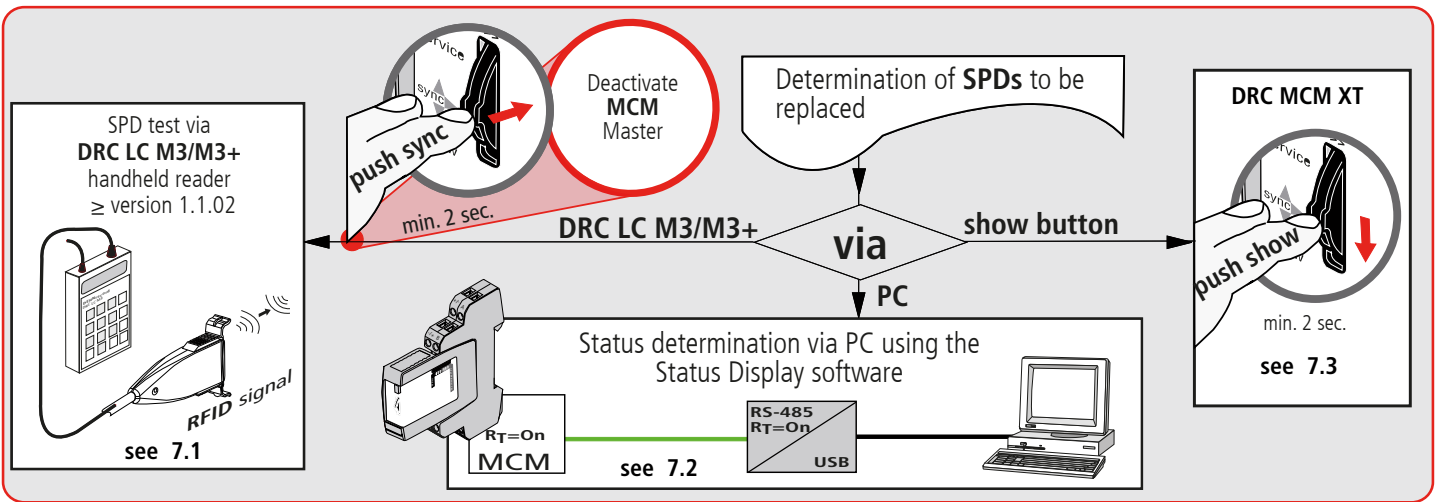 SPD test via
DRC LC M3/M3+
handheld reader
≥ version 1.1.02
RFID signal
see 7.1
ervice
sync
push sync
min. 2 sec.
Deactivate
MCM
Master
Determination of SPDs to be
replaced
DRC LC M3/M3+
via
show button
PC
Status determination via PC using the
Status Display software
RT=On
MCM
see 7.2
RS-485
RT=On
USB
DRC MCM XT
ervice
sync
push show
min. 2 sec.
see 7.3